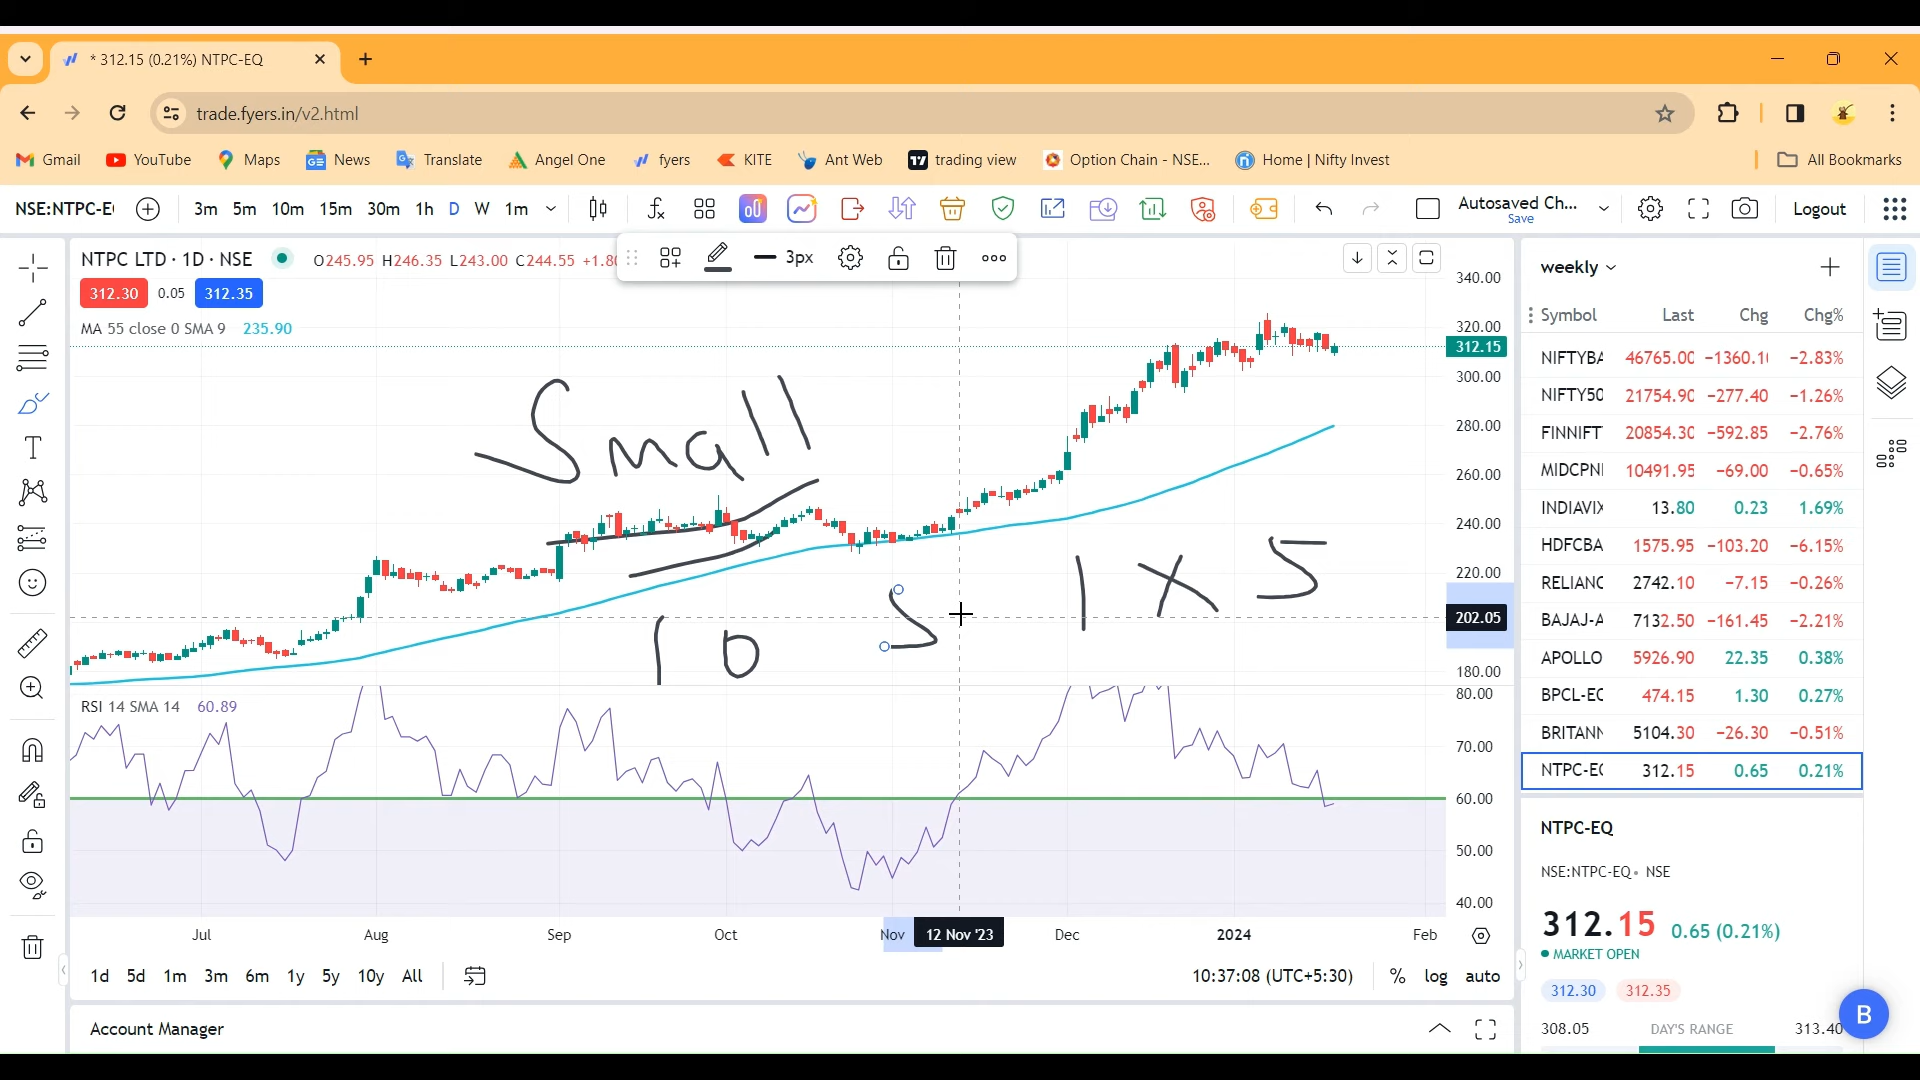 * 312.15 (0.21%) NTPC-EQ
trade.fyers.in/v2.html
Gmail YouTube Maps News Translate Angel One fyers KITE Ant Web trading view Option Chain - NSE... Home | Nifty Invest All Bookmarks
NSE:NTPC-E 3m 5m 10m 15m 30m 1h D W 1m Autosaved Ch... Save Logout
3px
NTPC LTD · 1D · NSE O245.95 H246.35 L243.00 C244.55 +1.80
312.30 0.05 312.35
MA 55 close 0 SMA 9 235.90
Small
10 5 1 X 5
340.00
320.00
312.15
300.00
280.00
260.00
240.00
220.00
202.05
180.00
RSI 14 SMA 14 60.89
80.00
70.00
60.00
50.00
40.00
Jul Aug Sep Oct Nov 12 Nov '23 Dec 2024 Feb
1d 5d 1m 3m 6m 1y 5y 10y All 10:37:08 (UTC+5:30) % log auto
Account Manager
weekly
Symbol Last Chg Chg%
NIFTYBA 46765.00 -1360.10 -2.83%
NIFTY50 21754.90 -277.40 -1.26%
FINNIFT 20854.30 -592.85 -2.76%
MIDCPNI 10491.95 -69.00 -0.65%
INDIAVIX 13.80 0.23 1.69%
HDFCBA 1575.95 -103.20 -6.15%
RELIANC 2742.10 -7.15 -0.26%
BAJAJ-A 7132.50 -161.45 -2.21%
APOLLO 5926.90 22.35 0.38%
BPCL-EC 474.15 1.30 0.27%
BRITANN 5104.30 -26.30 -0.51%
NTPC-EC 312.15 0.65 0.21%
NTPC-EQ
NSE:NTPC-EQ • NSE
312.15 0.65 (0.21%)
MARKET OPEN
312.30 312.35
308.05 DAY'S RANGE 313.40
B